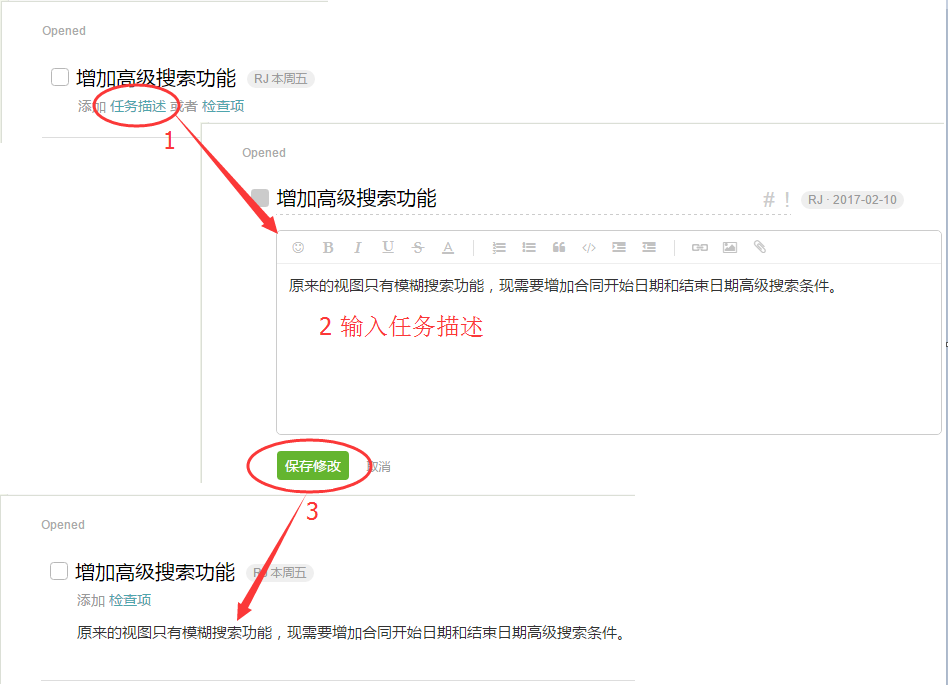 Opened
增加高级搜索功能 RJ 本周五
添加 任务描述 或者 检查项
1
Opened
增加高级搜索功能 # ! RJ · 2017-02-10
B I U S A </>
原来的视图只有模糊搜索功能，现需要增加合同开始日期和结束日期高级搜索条件。
2 输入任务描述
保存修改 取消
3
Opened
增加高级搜索功能 RJ 本周五
添加 检查项
原来的视图只有模糊搜索功能，现需要增加合同开始日期和结束日期高级搜索条件。